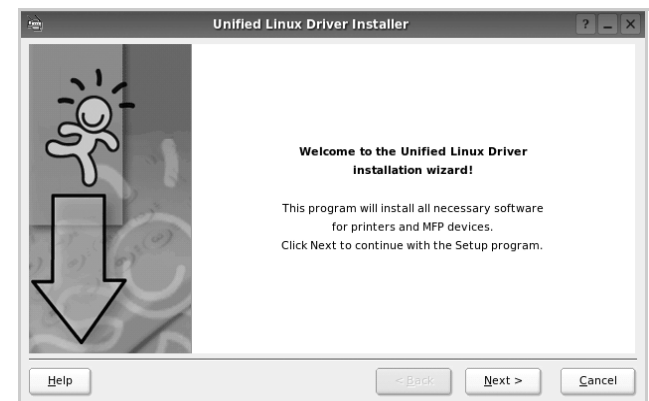 Unified Linux Driver Installer
Welcome to the Unified Linux Driver
installation wizard!
This program will install all necessary software
for printers and MFP devices.
Click Next to continue with the Setup program.
Help
< Back
Next >
Cancel